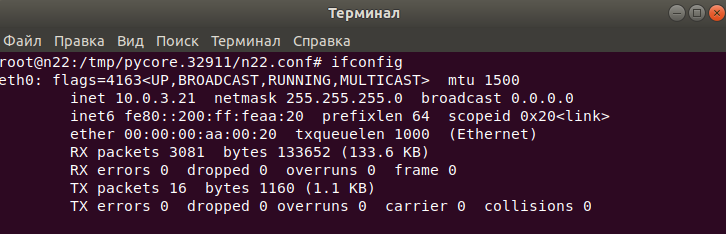 Терминал
Файл Правка Вид Поиск Терминал Справка
root@n22:/tmp/pycore.32911/n22.conf# ifconfig
eth0: flags=4163<UP,BROADCAST,RUNNING,MULTICAST>  mtu 1500
        inet 10.0.3.21  netmask 255.255.255.0  broadcast 0.0.0.0
        inet6 fe80::200:ff:feaa:20  prefixlen 64  scopeid 0x20<link>
        ether 00:00:00:aa:00:20  txqueuelen 1000  (Ethernet)
        RX packets 3081  bytes 133652 (133.6 KB)
        RX errors 0  dropped 0  overruns 0  frame 0
        TX packets 16  bytes 1160 (1.1 KB)
        TX errors 0  dropped 0 overruns 0  carrier 0  collisions 0